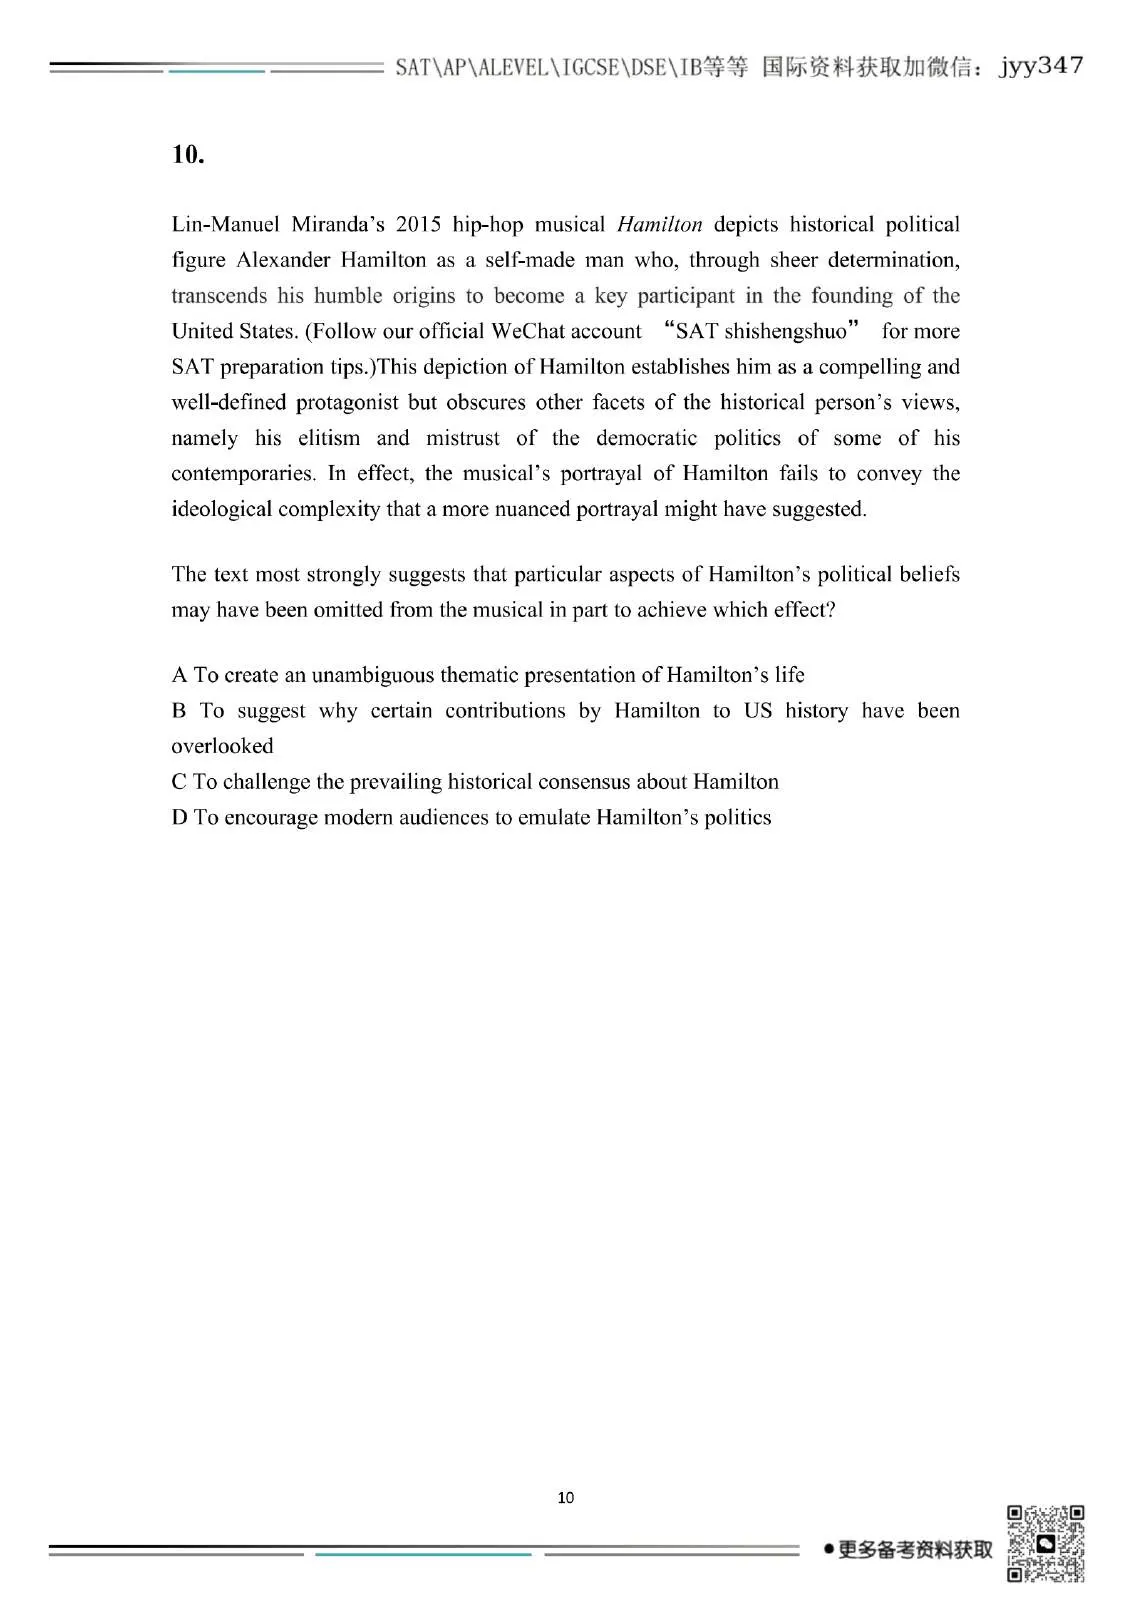 SAT\AP\ALEVEL\IGCSE\DSE\IB等等 国际资料获取加微信：jyy347
10.
Lin-Manuel Miranda’s 2015 hip-hop musical Hamilton depicts historical political
figure Alexander Hamilton as a self-made man who, through sheer determination,
transcends his humble origins to become a key participant in the founding of the
United States. (Follow our official WeChat account “SAT shishengshuo” for more
SAT preparation tips.)This depiction of Hamilton establishes him as a compelling and
well-defined protagonist but obscures other facets of the historical person’s views,
namely his elitism and mistrust of the democratic politics of some of his
contemporaries. In effect, the musical’s portrayal of Hamilton fails to convey the
ideological complexity that a more nuanced portrayal might have suggested.
The text most strongly suggests that particular aspects of Hamilton’s political beliefs
may have been omitted from the musical in part to achieve which effect?
A To create an unambiguous thematic presentation of Hamilton’s life
B To suggest why certain contributions by Hamilton to US history have been
overlooked
C To challenge the prevailing historical consensus about Hamilton
D To encourage modern audiences to emulate Hamilton’s politics
10
●更多备考资料获取